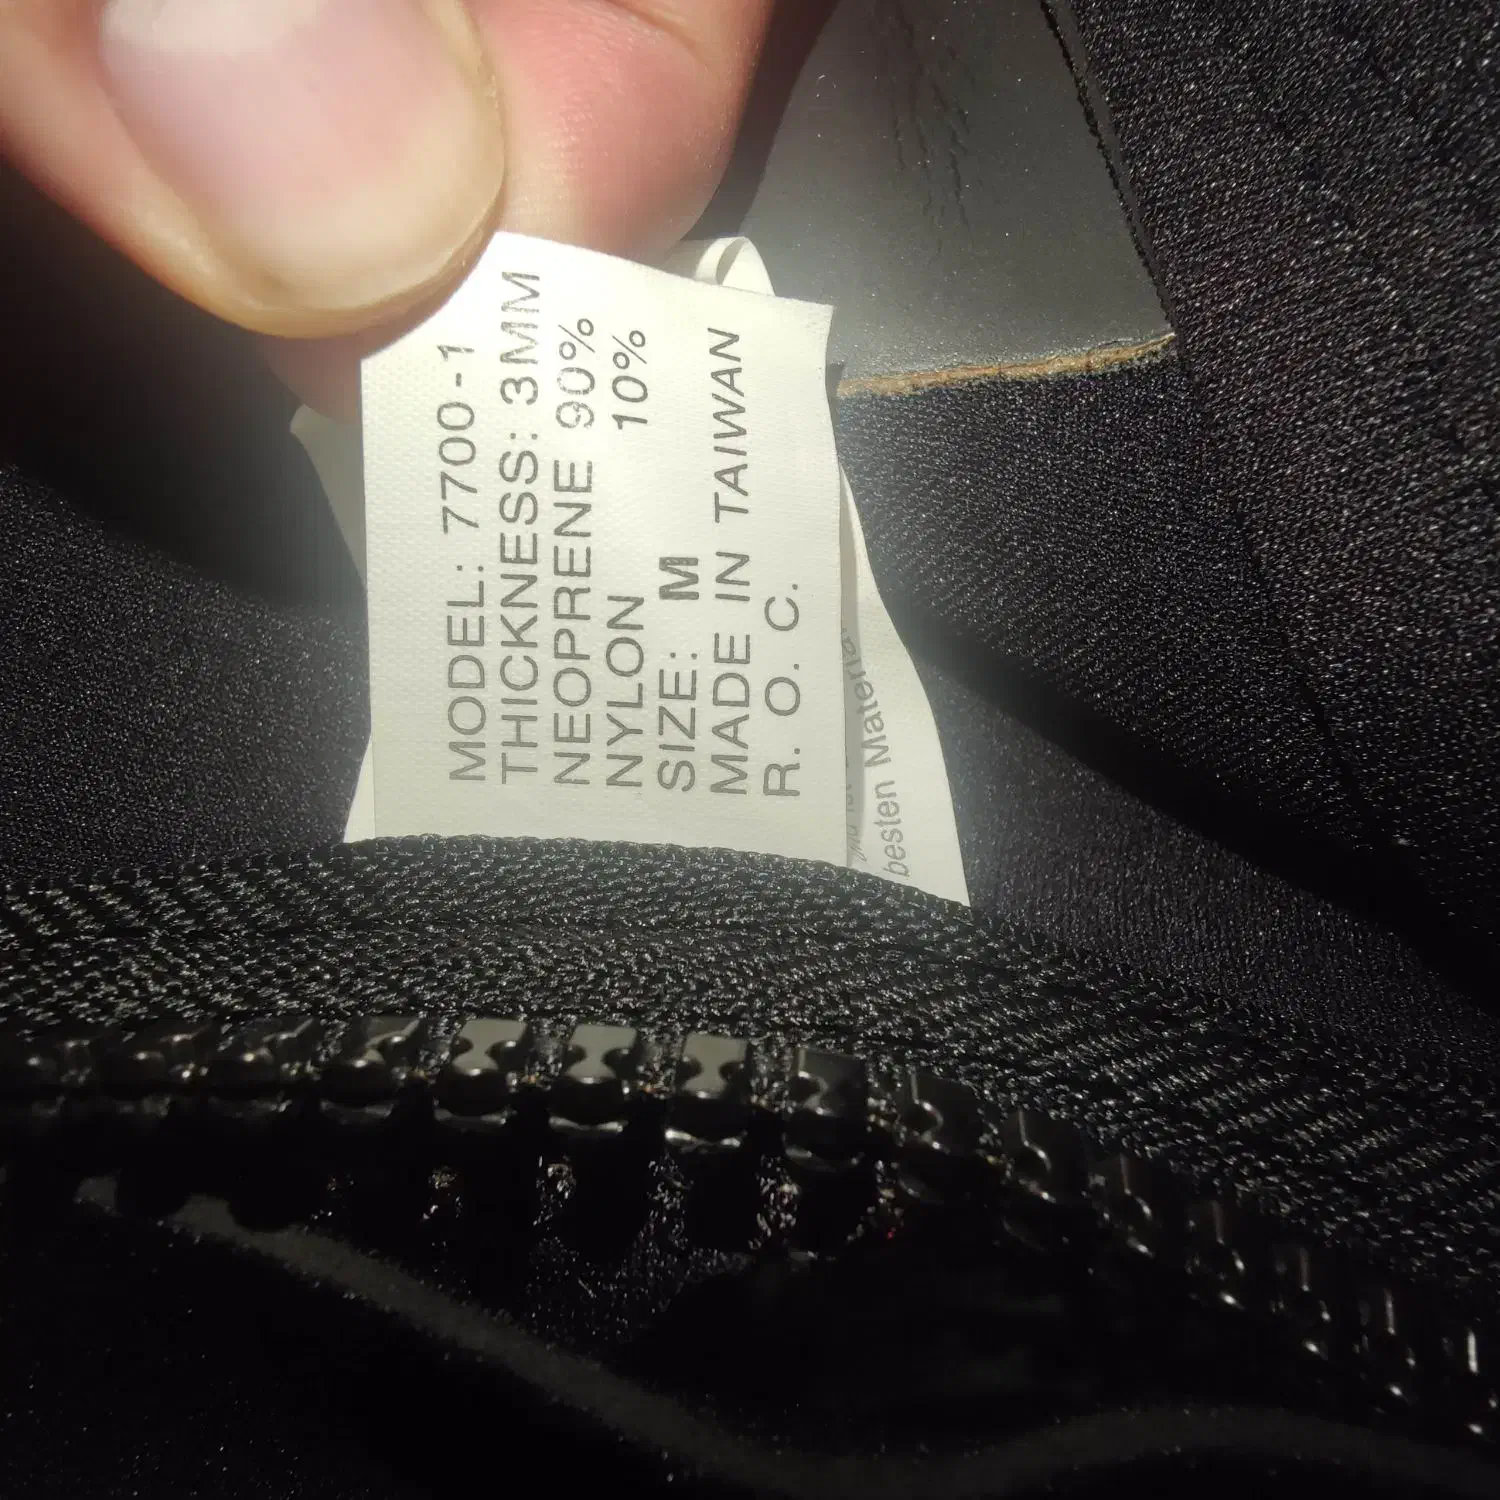 MODEL: 7700-1
THICKNESS: 3MM
NEOPRENE 90%
NYLON 10%
SIZE: M
MADE IN TAIWAN
R. O. C.
besten Material